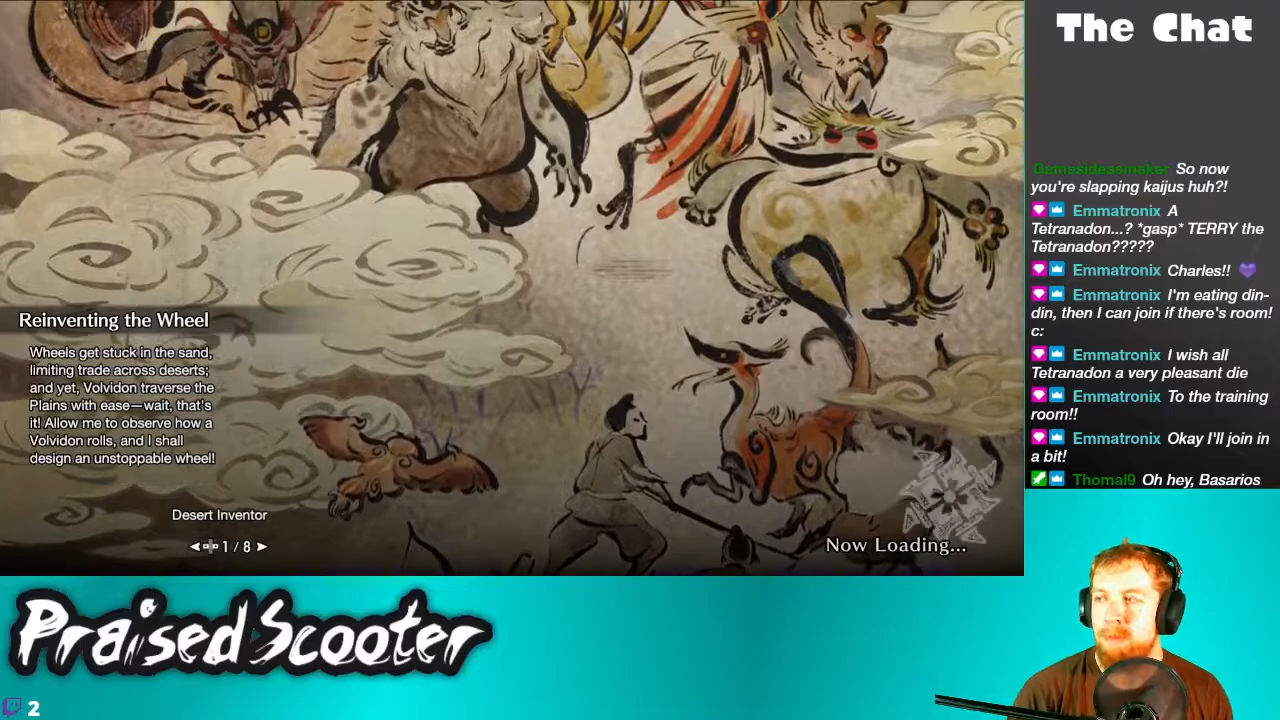 The Chat
Gamesideasmaker So now
you're slapping kaijus huh?!
Emmatronix A
Tetranadon...? *gasp* TERRY the
Tetranadon?????
Emmatronix Charles!!
Emmatronix I'm eating din-
din, then I can join if there's room!
c:
Emmatronix I wish all
Tetranadon a very pleasant die
Emmatronix To the training
room!!
Emmatronix Okay I'll join in
a bit!
Thomal9 Oh hey, Basarios
Reinventing the Wheel
Wheels get stuck in the sand,
limiting trade across deserts;
and yet, Volvidon traverse the
Plains with ease—wait, that's
it! Allow me to observe how a
Volvidon rolls, and I shall
design an unstoppable wheel!
Desert Inventor
1 / 8
Now Loading...
Praised Scooter
2